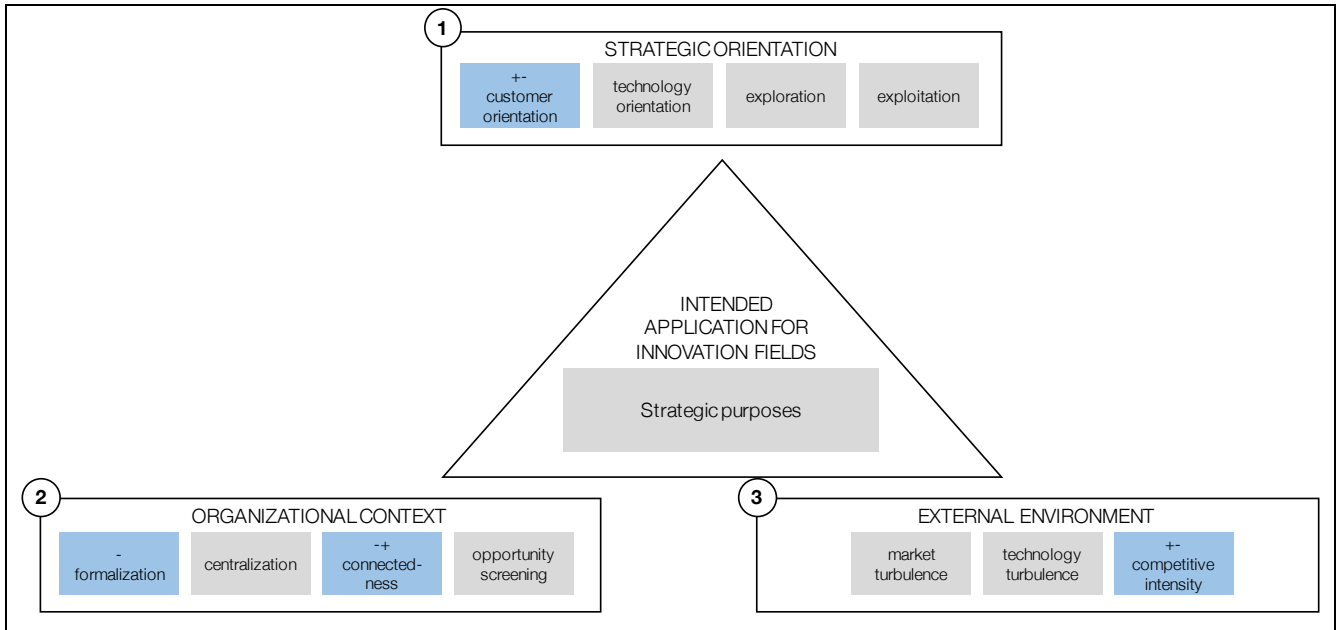 1
STRATEGIC ORIENTATION
+-
customer
orientation
technology
orientation
exploration
exploitation
INTENDED
APPLICATION FOR
INNOVATION FIELDS
Strategic purposes
2
ORGANIZATIONAL CONTEXT
-
formalization
centralization
-+
connected-
ness
opportunity
screening
3
EXTERNAL ENVIRONMENT
market
turbulence
technology
turbulence
+-
competitive
intensity